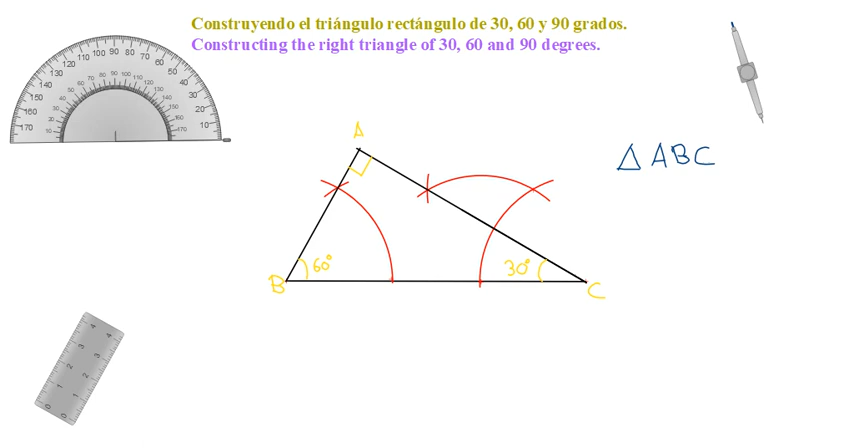 Construyendo el triángulo rectángulo de 30, 60 y 90 grados.
Constructing the right triangle of 30, 60 and 90 degrees.
A
△ ABC
60°
30°
B
C